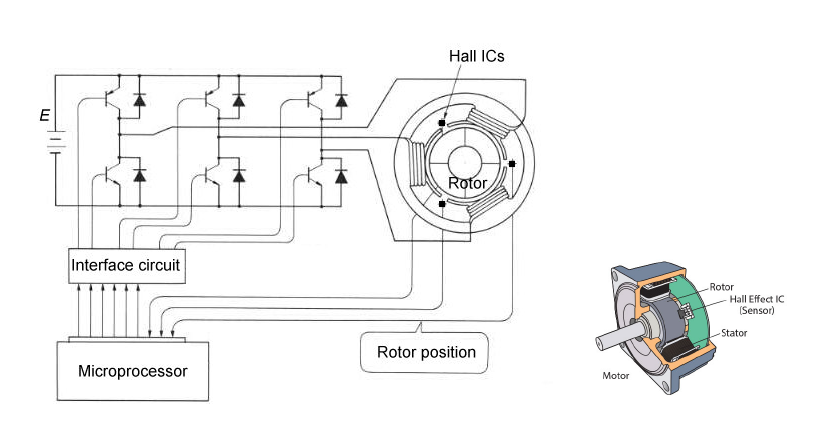 Hall ICs
E
Rotor
Interface circuit
Rotor position
Microprocessor
Rotor
Hall Effect IC
(Sensor)
Stator
Motor